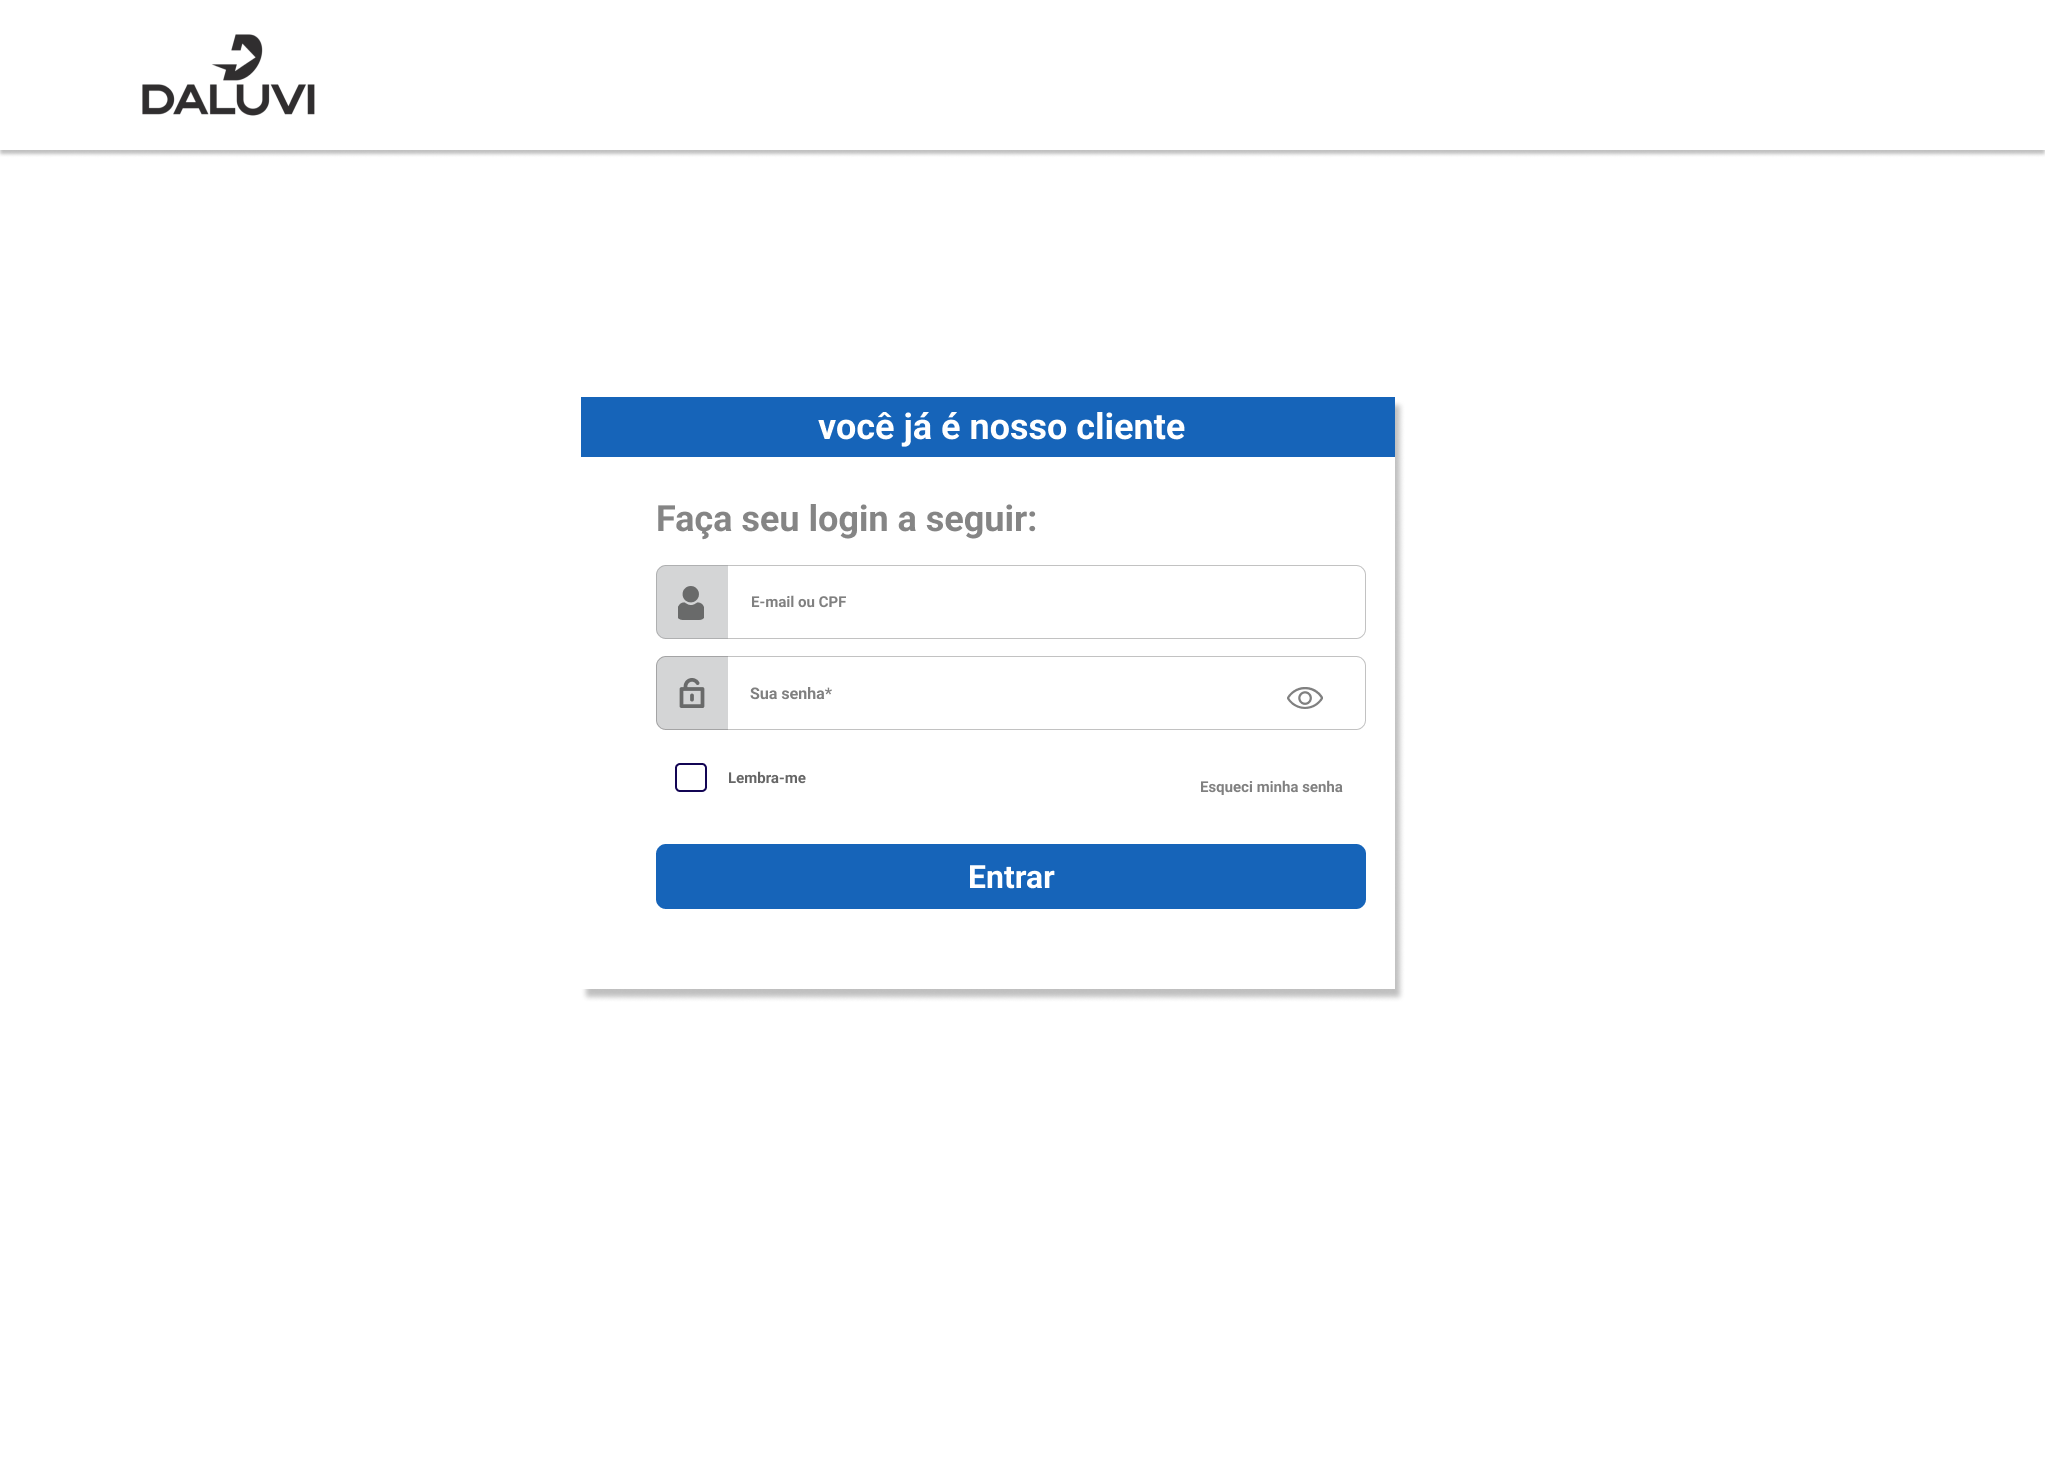 DALUVI
você já é nosso cliente
Faça seu login a seguir:
E-mail ou CPF
Sua senha*
Lembra-me
Esqueci minha senha
Entrar